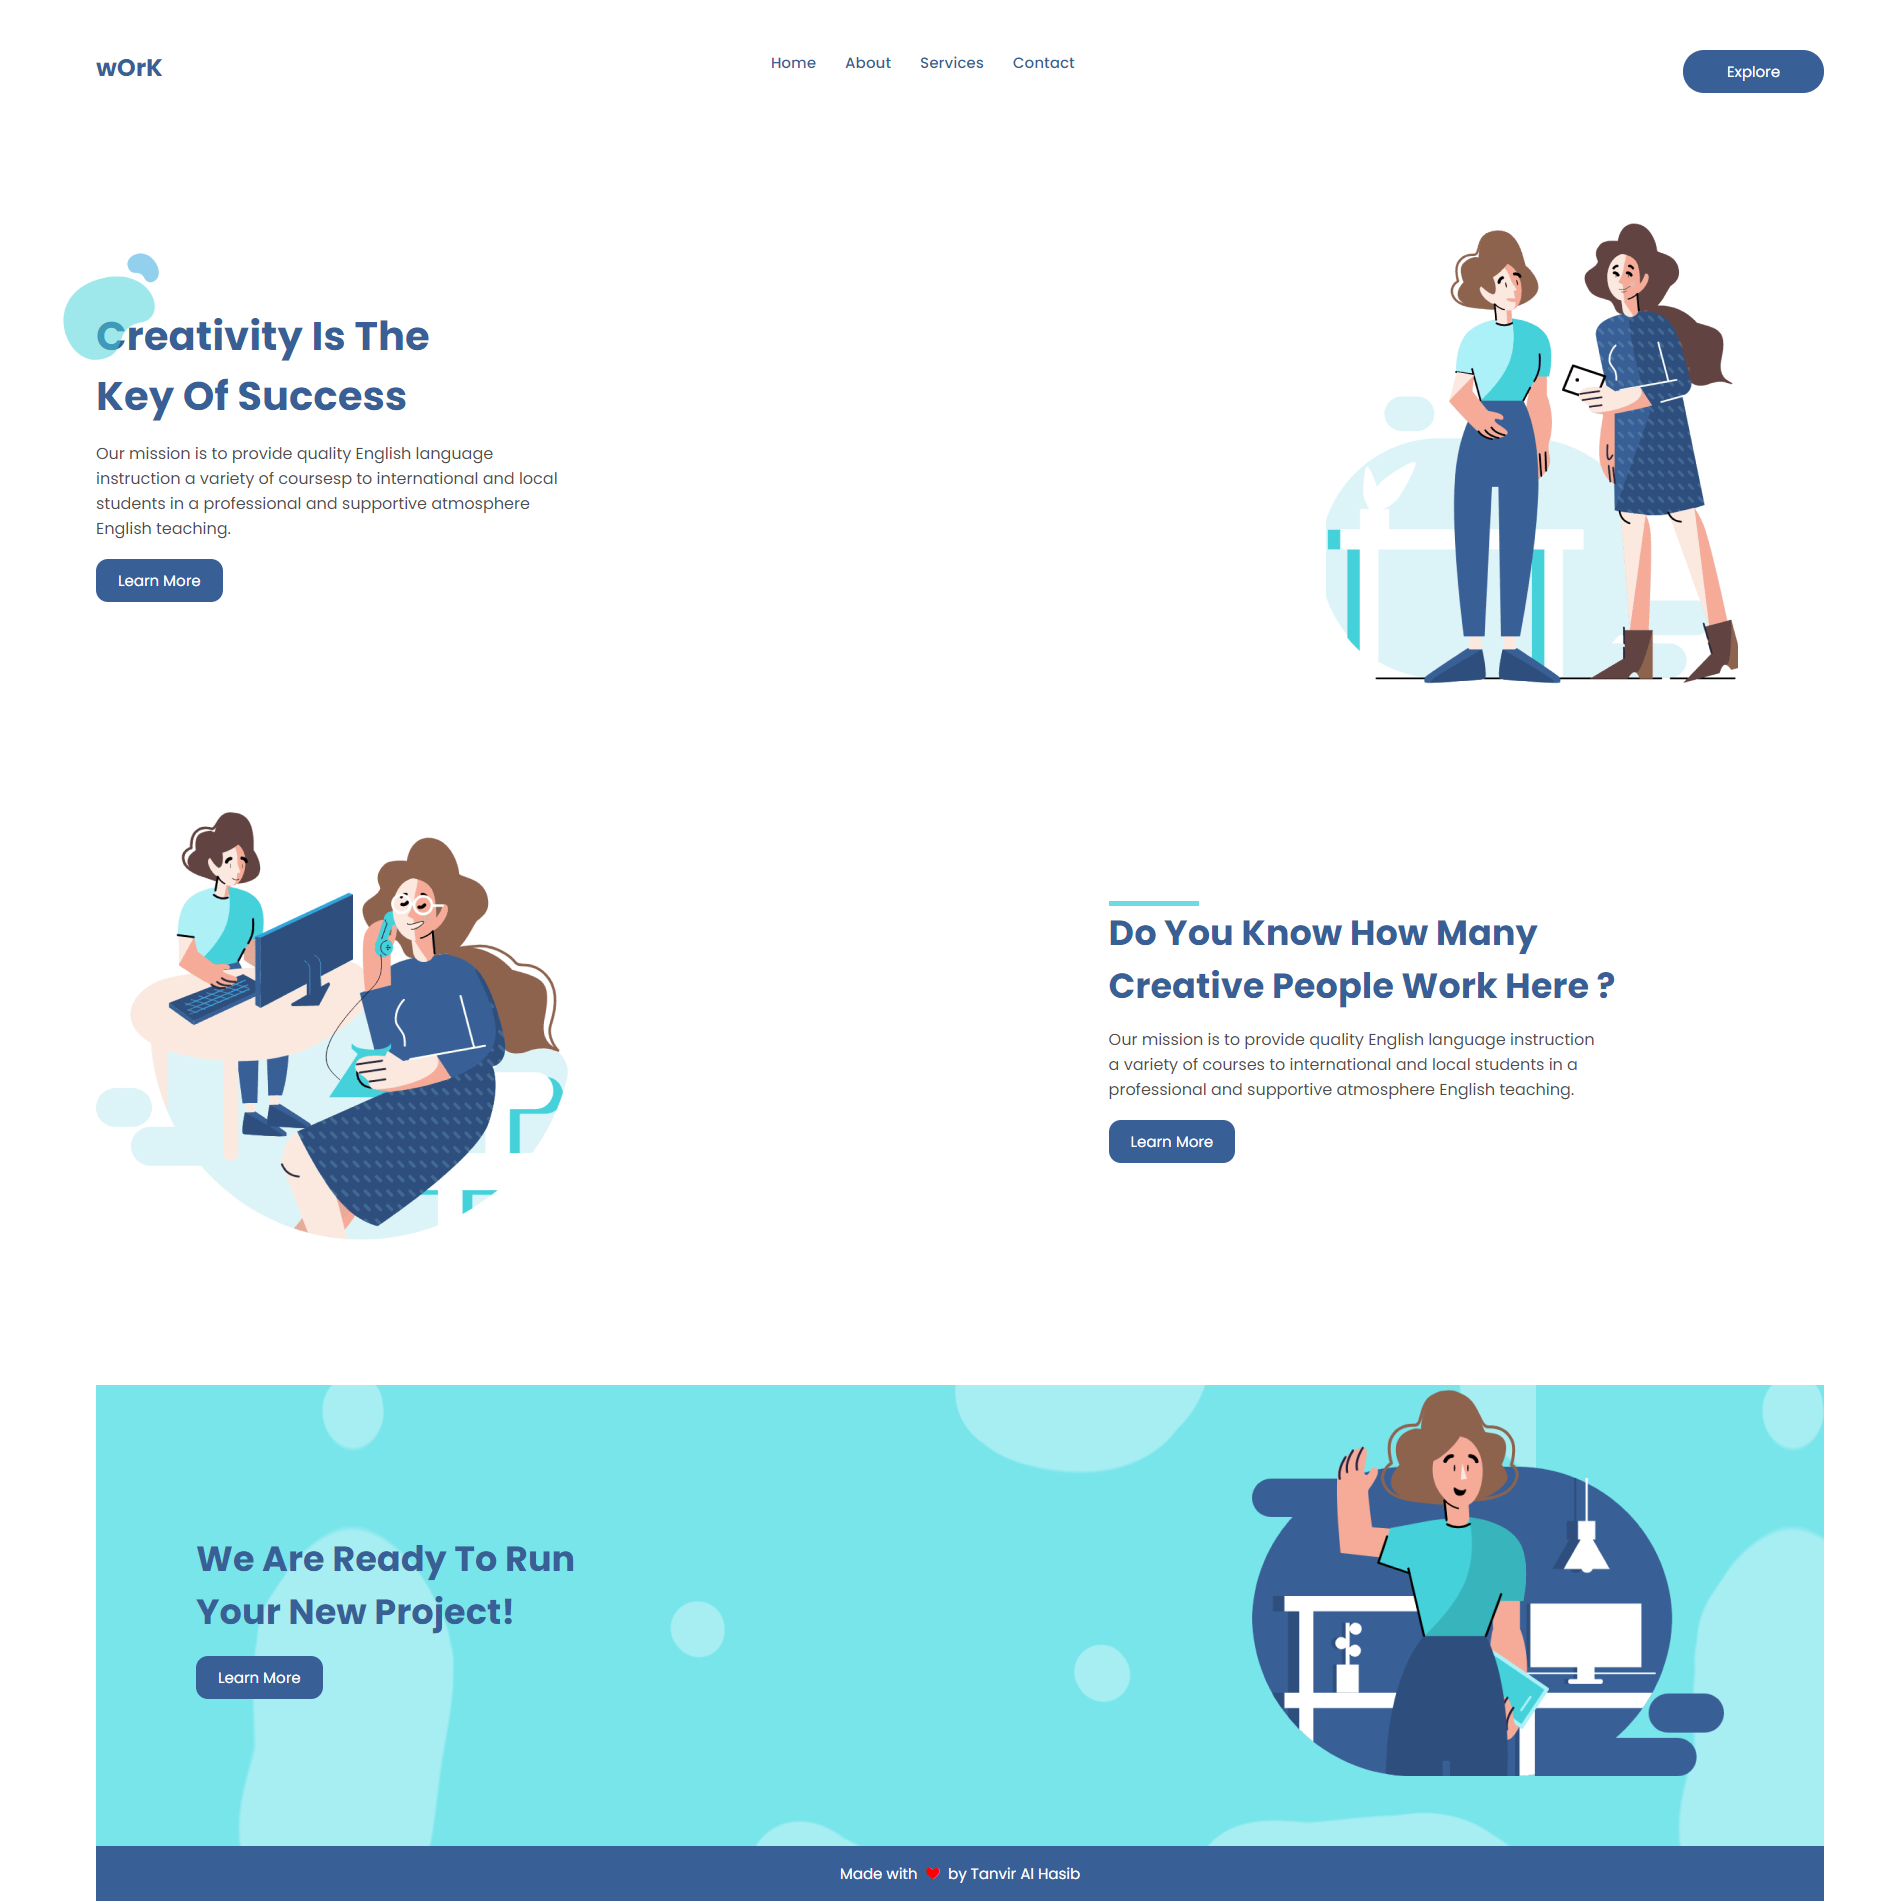 wOrK
Home About Services Contact
Explore
Creativity Is The
Key Of Success
Our mission is to provide quality English language
instruction a variety of coursesp to international and local
students in a professional and supportive atmosphere
English teaching.
Learn More
Do You Know How Many
Creative People Work Here ?
Our mission is to provide quality English language instruction
a variety of courses to international and local students in a
professional and supportive atmosphere English teaching.
Learn More
We Are Ready To Run
Your New Project!
Learn More
Made with ❤ by Tanvir Al Hasib